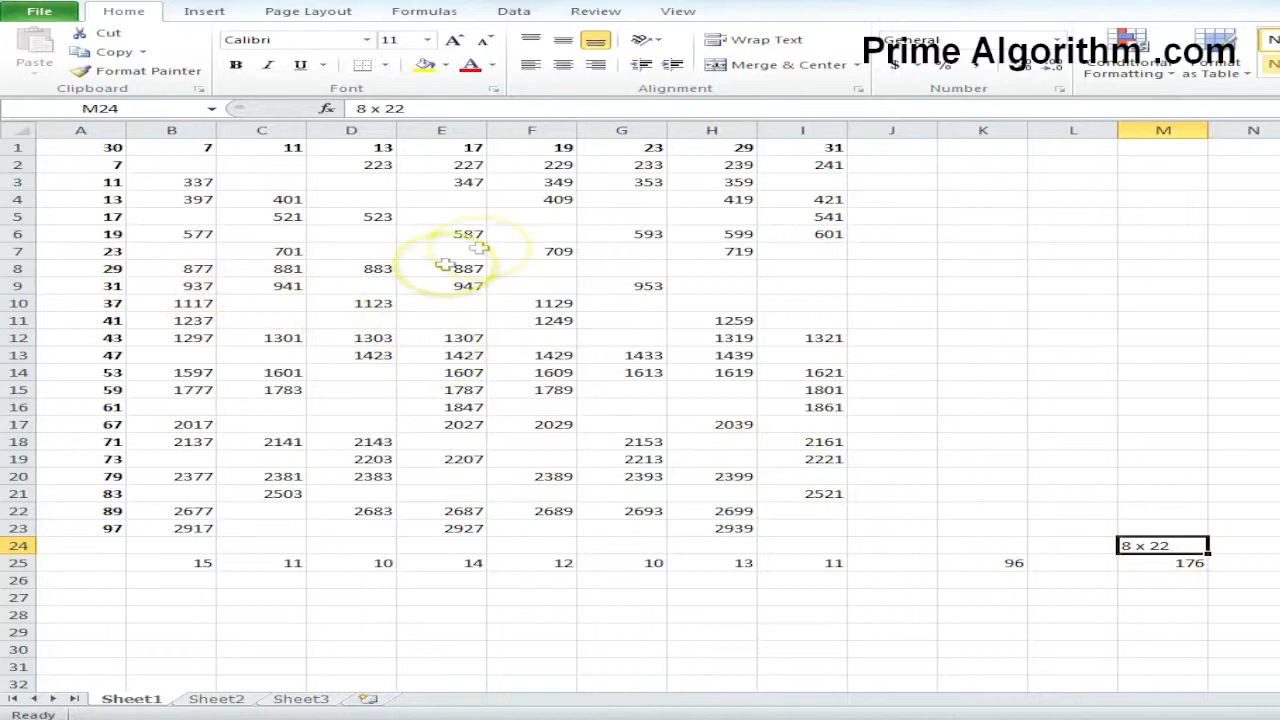 File Home Insert Page Layout Formulas Data Review View
Prime Algorithm .com
Cut
Copy
Paste
Format Painter
Clipboard
Calibri 11 A A
B I U A
Font
Wrap Text
Merge & Center
Alignment
General
$ %
Number
Conditional Format
Formatting as Table
M24 fx 8 x 22
A B C D E F G H I J K L M N
1 30 7 11 13 17 19 23 29 31
2 7 223 227 229 233 239 241
3 11 337 347 349 353 359
4 13 397 401 409 419 421
5 17 521 523 541
6 19 577 587 593 599 601
7 23 701 709 719
8 29 877 881 883 887
9 31 937 941 947 953
10 37 1117 1123 1129
11 41 1237 1249 1259
12 43 1297 1301 1303 1307 1319 1321
13 47 1423 1427 1429 1433 1439
14 53 1597 1601 1607 1609 1613 1619 1621
15 59 1777 1783 1787 1789 1801
16 61 1847 1861
17 67 2017 2027 2029 2039
18 71 2137 2141 2143 2153 2161
19 73 2203 2207 2213 2221
20 79 2377 2381 2383 2389 2393 2399
21 83 2503 2521
22 89 2677 2683 2687 2689 2693 2699
23 97 2917 2927 2939
24 8 x 22
25 15 11 10 14 12 10 13 11 96 176
26
27
28
29
30
31
32
Sheet1 Sheet2 Sheet3
Ready